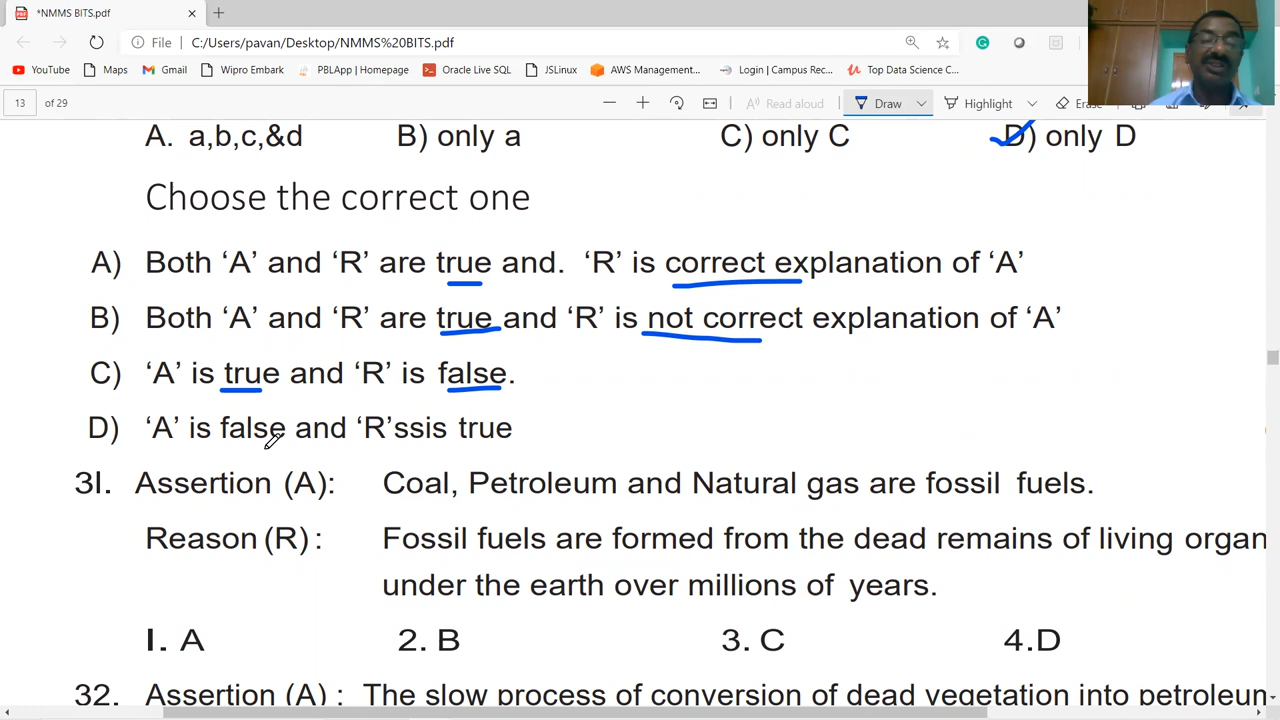 *NMMS BITS.pdf
File C:/Users/pavan/Desktop/NMMS%20BITS.pdf
YouTube Maps Gmail Wipro Embark PBLApp | Homepage Oracle Live SQL JSLinux AWS Management... Login | Campus Rec... Top Data Science C...
13 of 29 Read aloud Draw Highlight Erase
A. a,b,c,&d B) only a C) only C D) only D
Choose the correct one
A) Both ‘A’ and ‘R’ are true and. ‘R’ is correct explanation of ‘A’
B) Both ‘A’ and ‘R’ are true and ‘R’ is not correct explanation of ‘A’
C) ‘A’ is true and ‘R’ is false.
D) ‘A’ is false and ‘R’ssis true
3l. Assertion (A): Coal, Petroleum and Natural gas are fossil fuels.
Reason (R) : Fossil fuels are formed from the dead remains of living organ
under the earth over millions of years.
l. A 2. B 3. C 4.D
32. Assertion (A) : The slow process of conversion of dead vegetation into petroleum